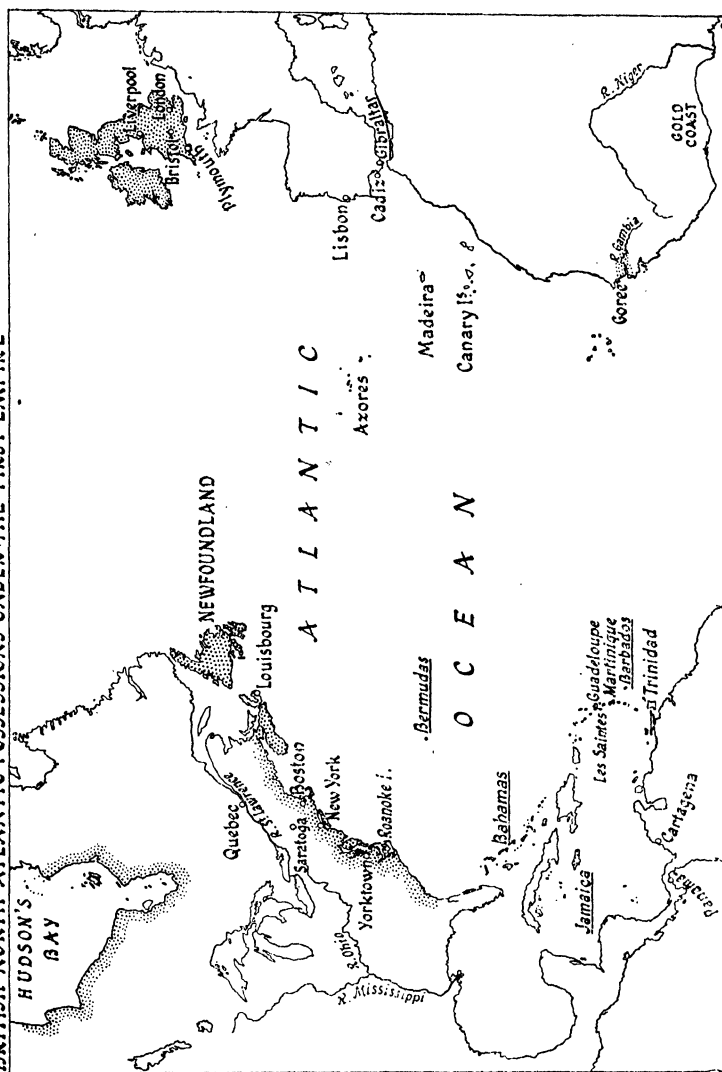 BRITISH NORTH ATLANTIC POSSESSIONS UNDER THE FIRST EMPIRE
HUDSON'S
BAY
NEWFOUNDLAND
Louisbourg
Quebec
R. St Lawrence
Boston
Saratoga
New York
Yorktown
Roanoke I.
R. Ohio
R. Mississippi
Liverpool
London
Bristol
Plymouth
Lisbon
Cadiz
Gibraltar
ATLANTIC
OCEAN
Azores
Madeira
Canary Is.
Bermudas
Bahamas
Jamaica
Les Saintes
Guadeloupe
Martinique
Barbados
Trinidad
Cartagena
Panama
R. Niger
GOLD
COAST
R. Gambia
Goree